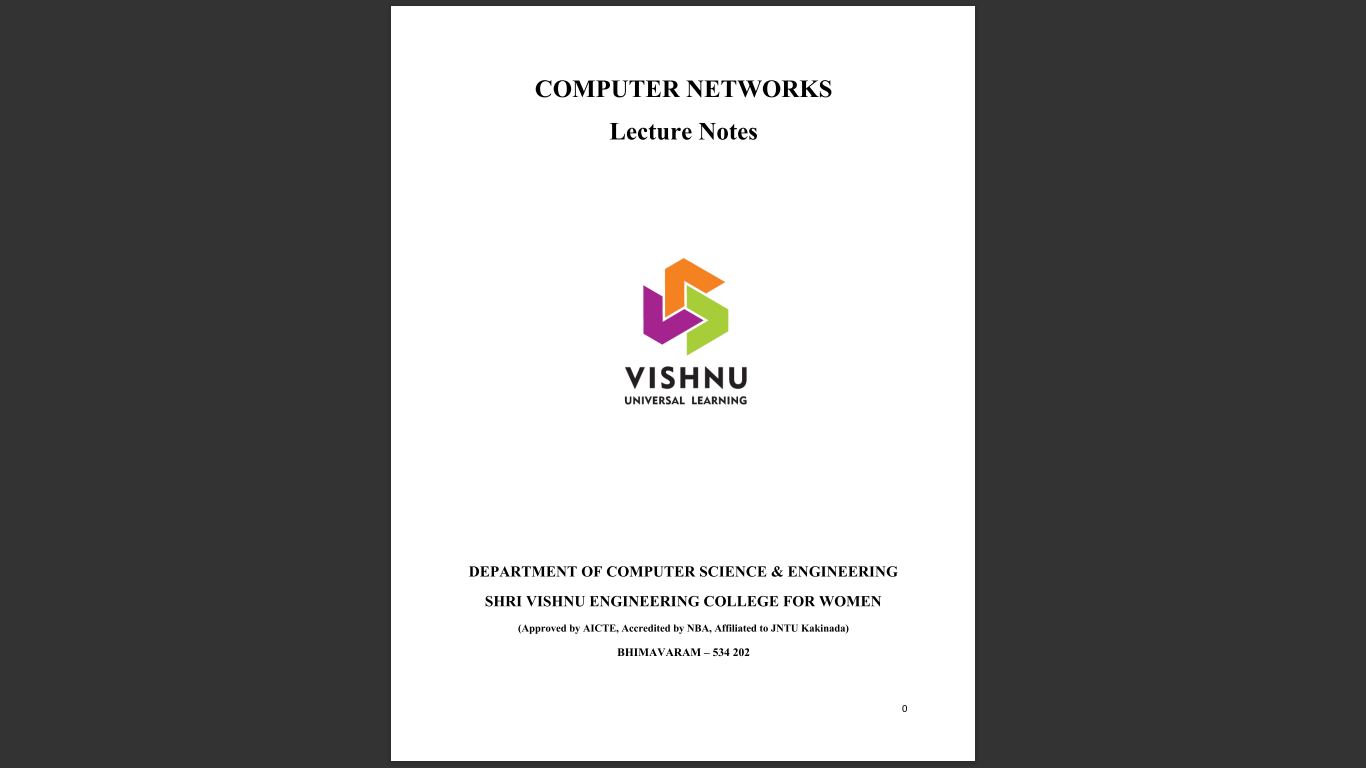 COMPUTER NETWORKS
Lecture Notes
VISHNU
UNIVERSAL LEARNING
DEPARTMENT OF COMPUTER SCIENCE & ENGINEERING
SHRI VISHNU ENGINEERING COLLEGE FOR WOMEN
(Approved by AICTE, Accredited by NBA, Affiliated to JNTU Kakinada)
BHIMAVARAM – 534 202
0